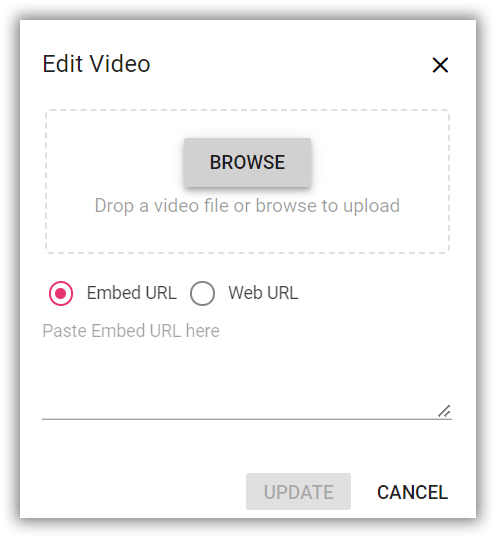 Edit Video
BROWSE
Drop a video file or browse to upload
Embed URL Web URL
Paste Embed URL here
UPDATE CANCEL